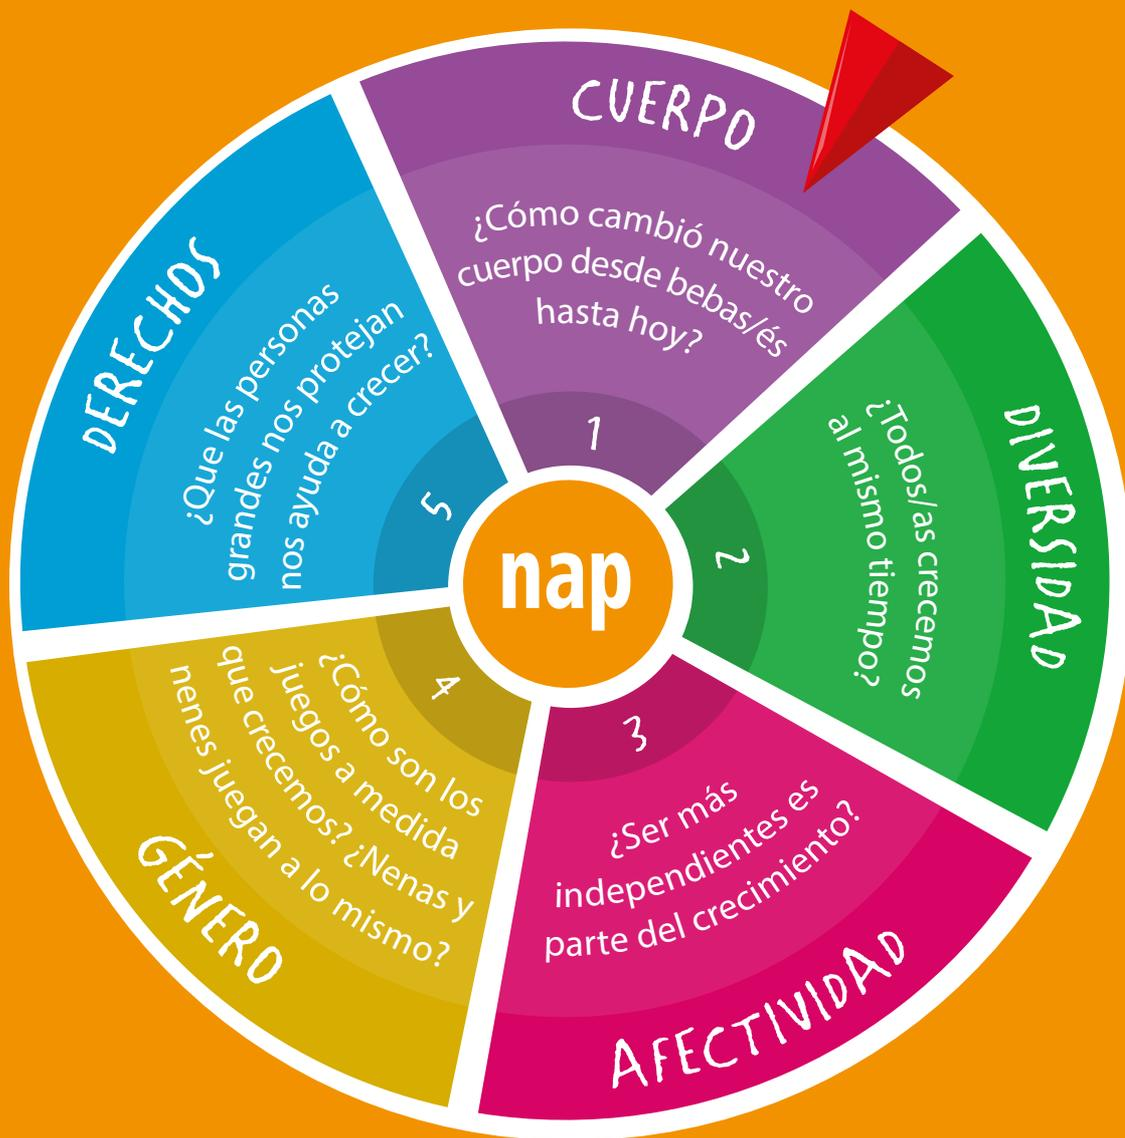 CUERPO
¿Cómo cambió nuestro
cuerpo desde bebas/és
hasta hoy?
1
DIVERSIDAD
¿Todos/as crecemos
al mismo tiempo?
2
3
¿Ser más
independientes es
parte del crecimiento?
AFECTIVIDAD
4
¿Cómo son los
juegos a medida
que crecemos? ¿Nenas y
nenes juegan a lo mismo?
GÉNERO
DERECHOS
¿Que las personas
grandes nos protejan
nos ayuda a crecer?
5
nap